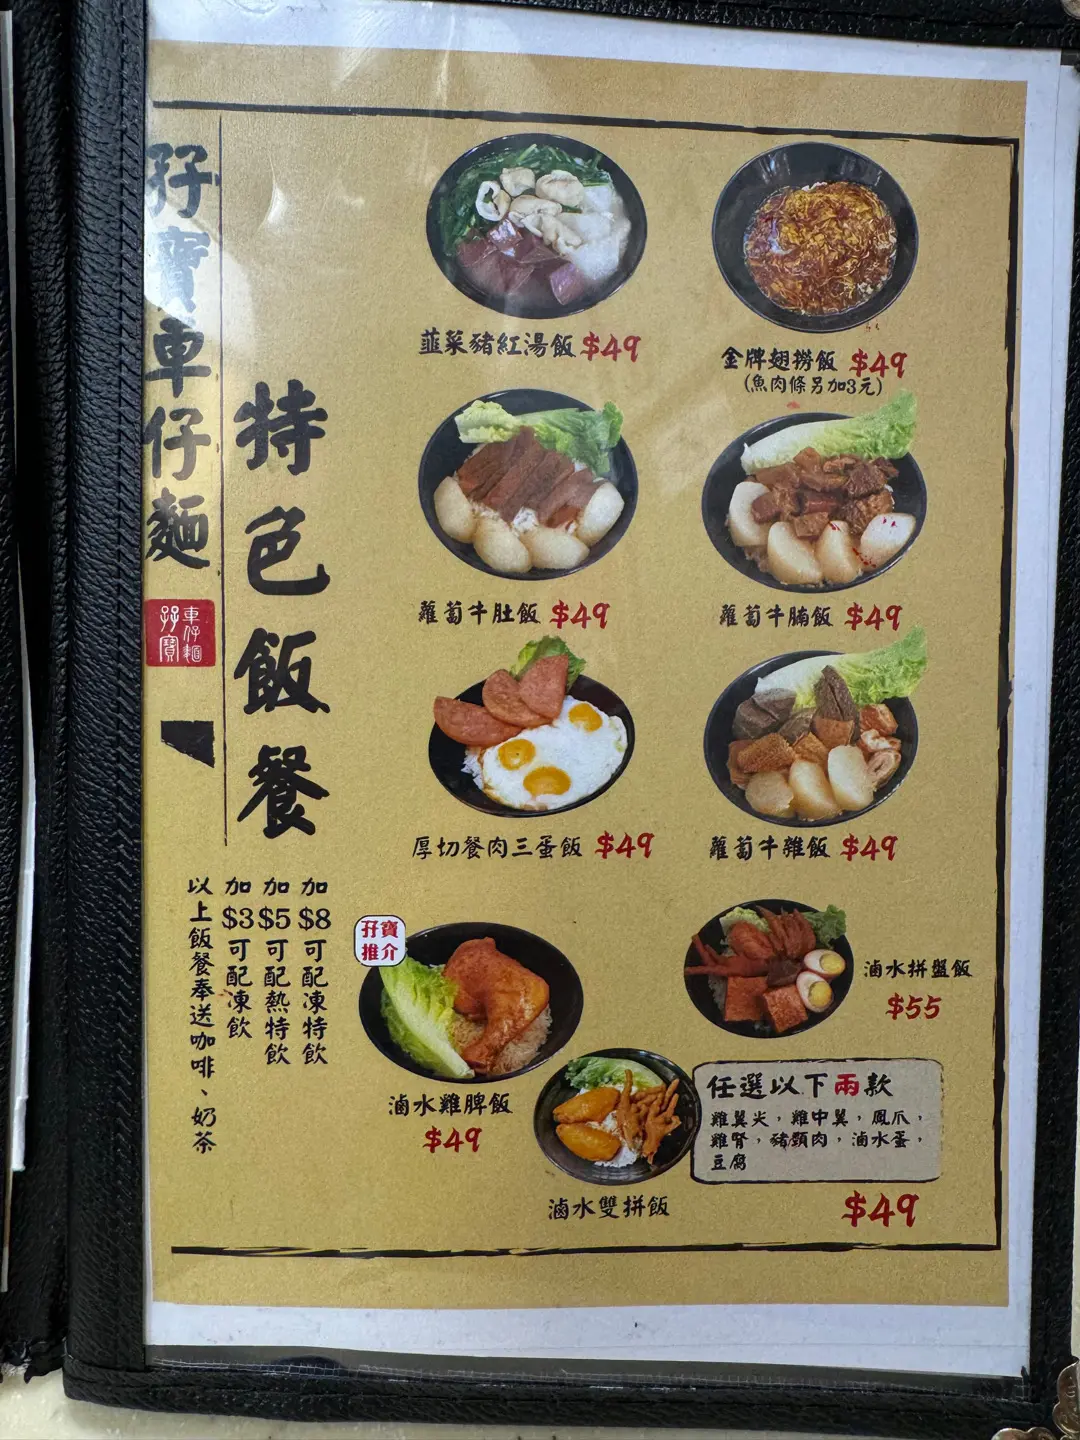 孖寶車仔麵
孖寶
車仔麵
特色飯餐
加$8可配凍特飲
加$5可配熱特飲
加$3可配凍飲
以上飯餐奉送咖啡、奶茶
韮菜豬紅湯飯 $49
金牌翅撈飯 $49
(魚肉條另加3元)
蘿蔔牛肚飯 $49
蘿蔔牛腩飯 $49
厚切餐肉三蛋飯 $49
蘿蔔牛雜飯 $49
孖寶
推介
滷水雞脾飯
$49
滷水拼盤飯
$55
滷水雙拼飯
任選以下兩款
雞翼尖，雞中翼，鳳爪，
雞腎，豬頸肉，滷水蛋，
豆腐
$49